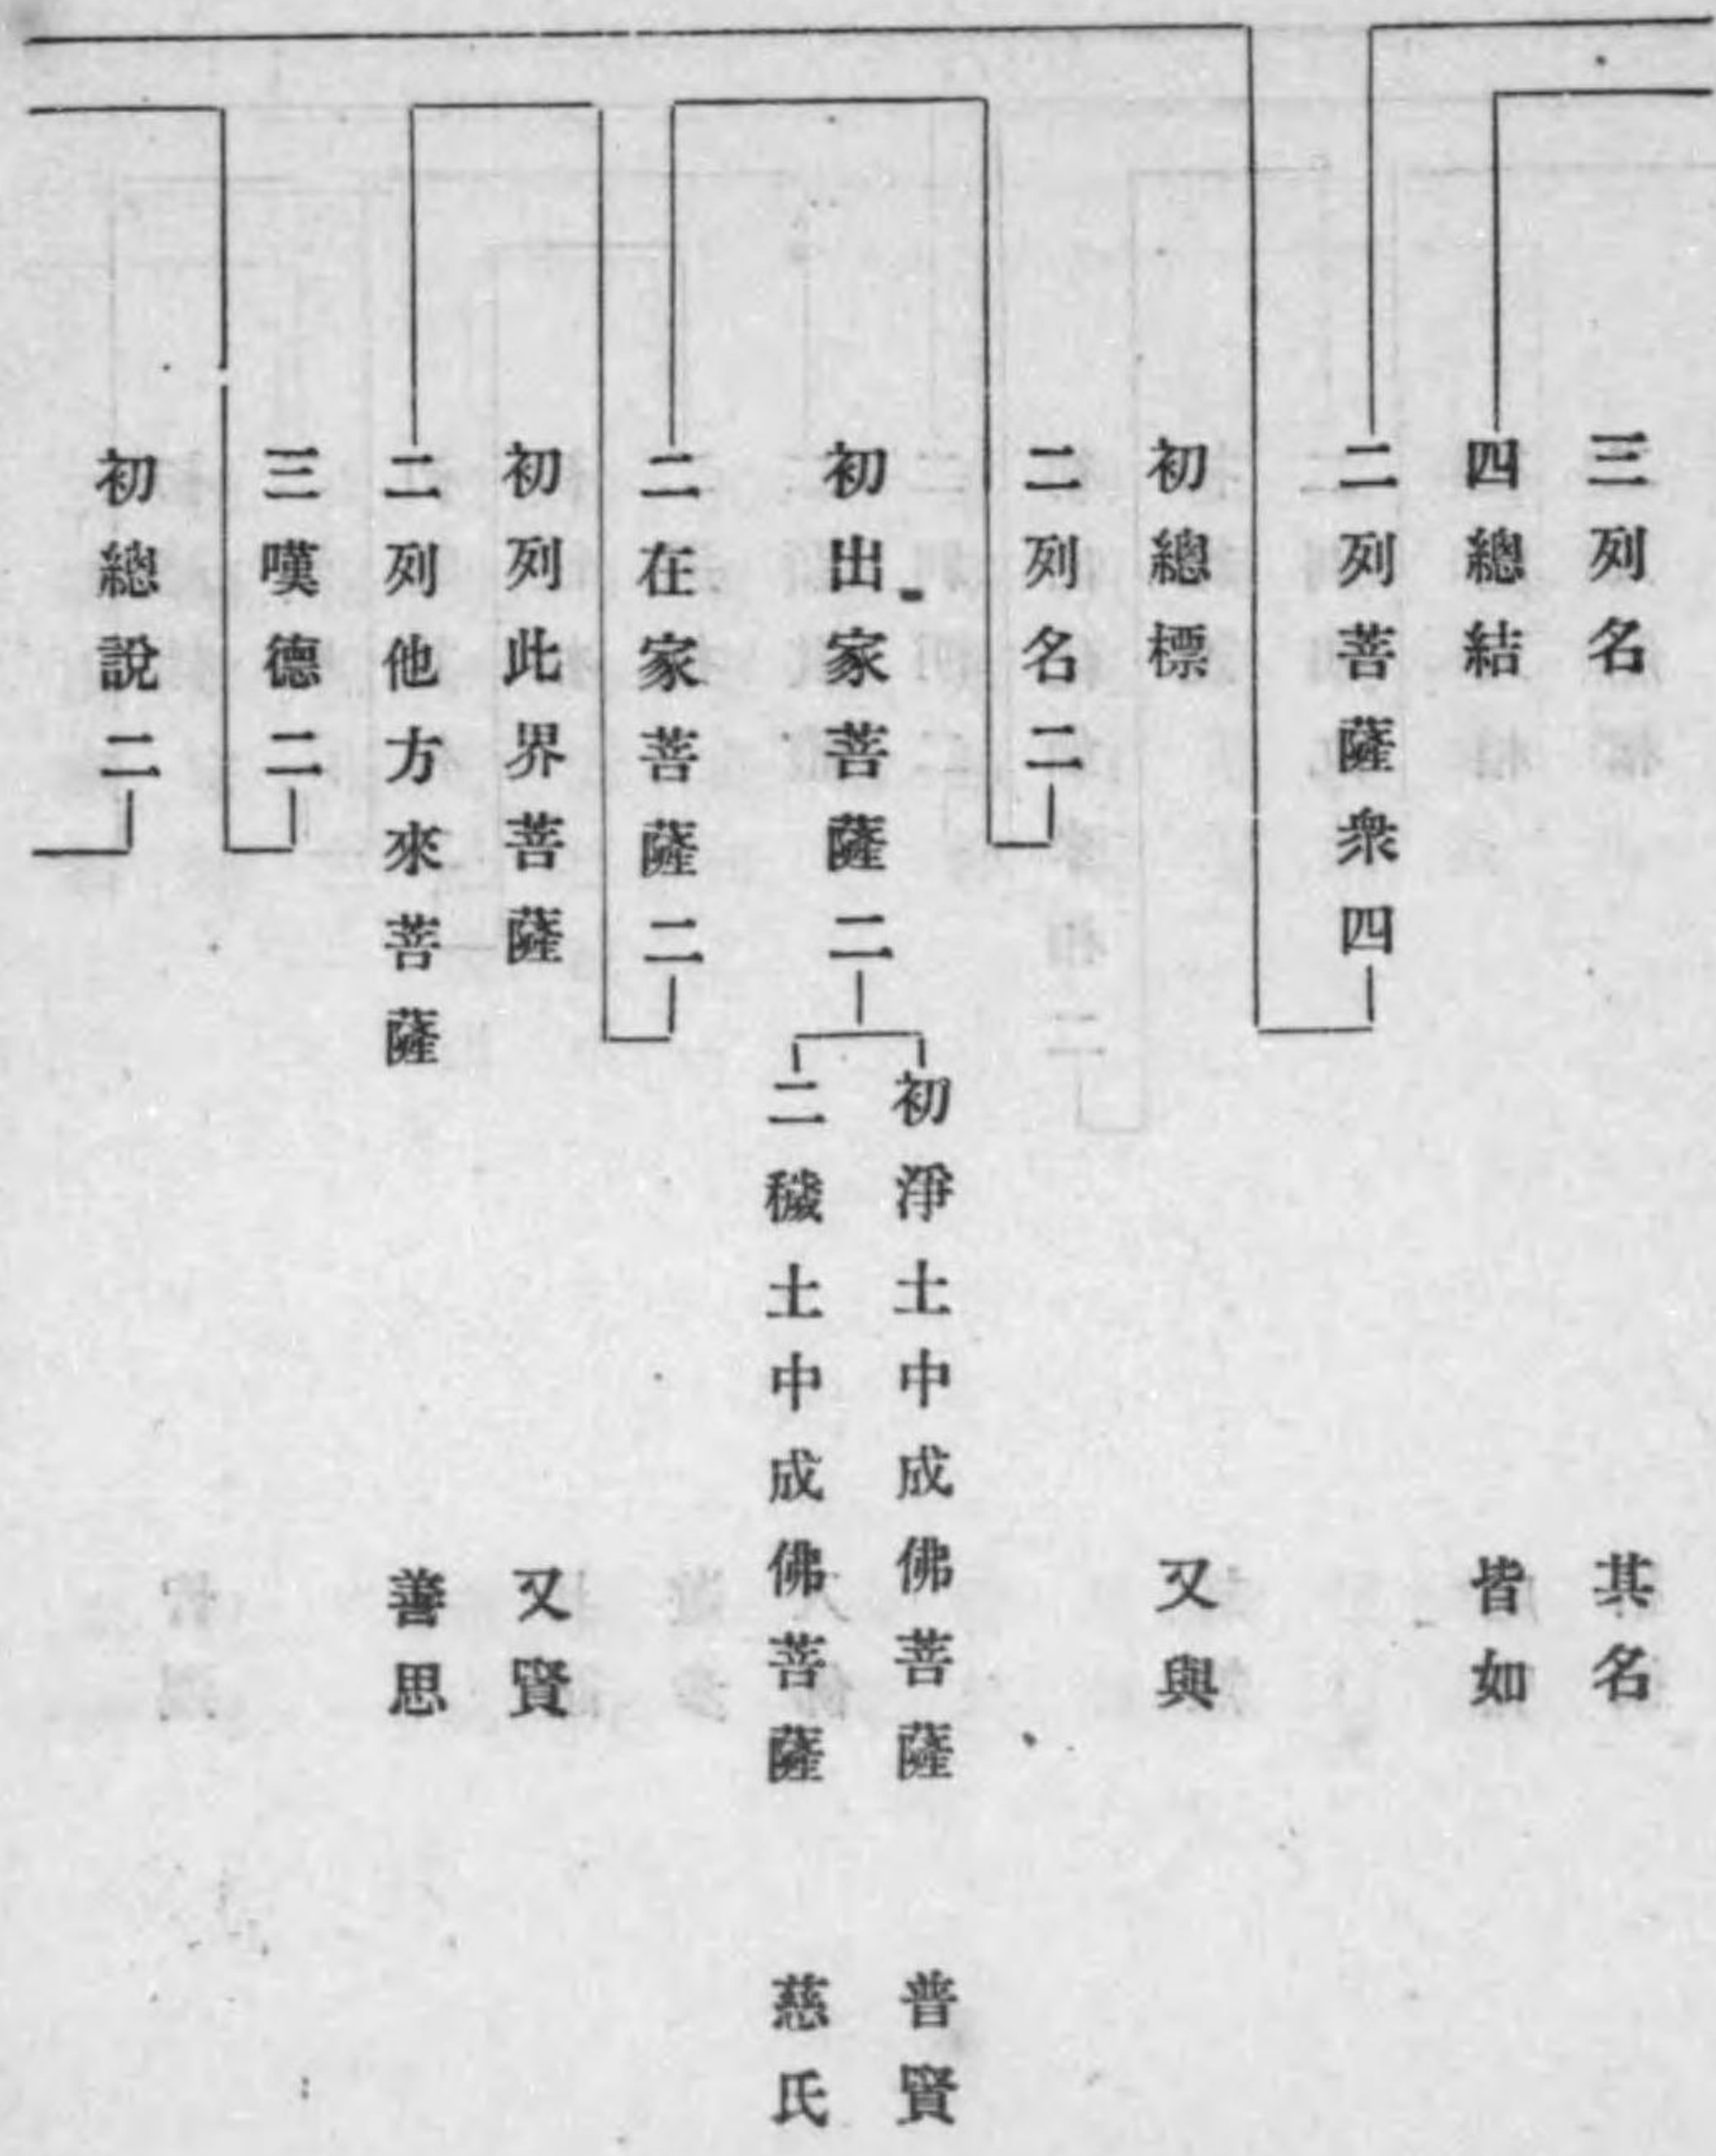 三列名　其名
四總結　皆如
二列菩薩衆四
初總標　又與
二列名二
初出家菩薩二
初淨土中成佛菩薩　普賢
二穢土中成佛菩薩　慈氏
二在家菩薩二
初列此界菩薩　又賢
二列他方來菩薩　善思
三嘆德二
初總說二